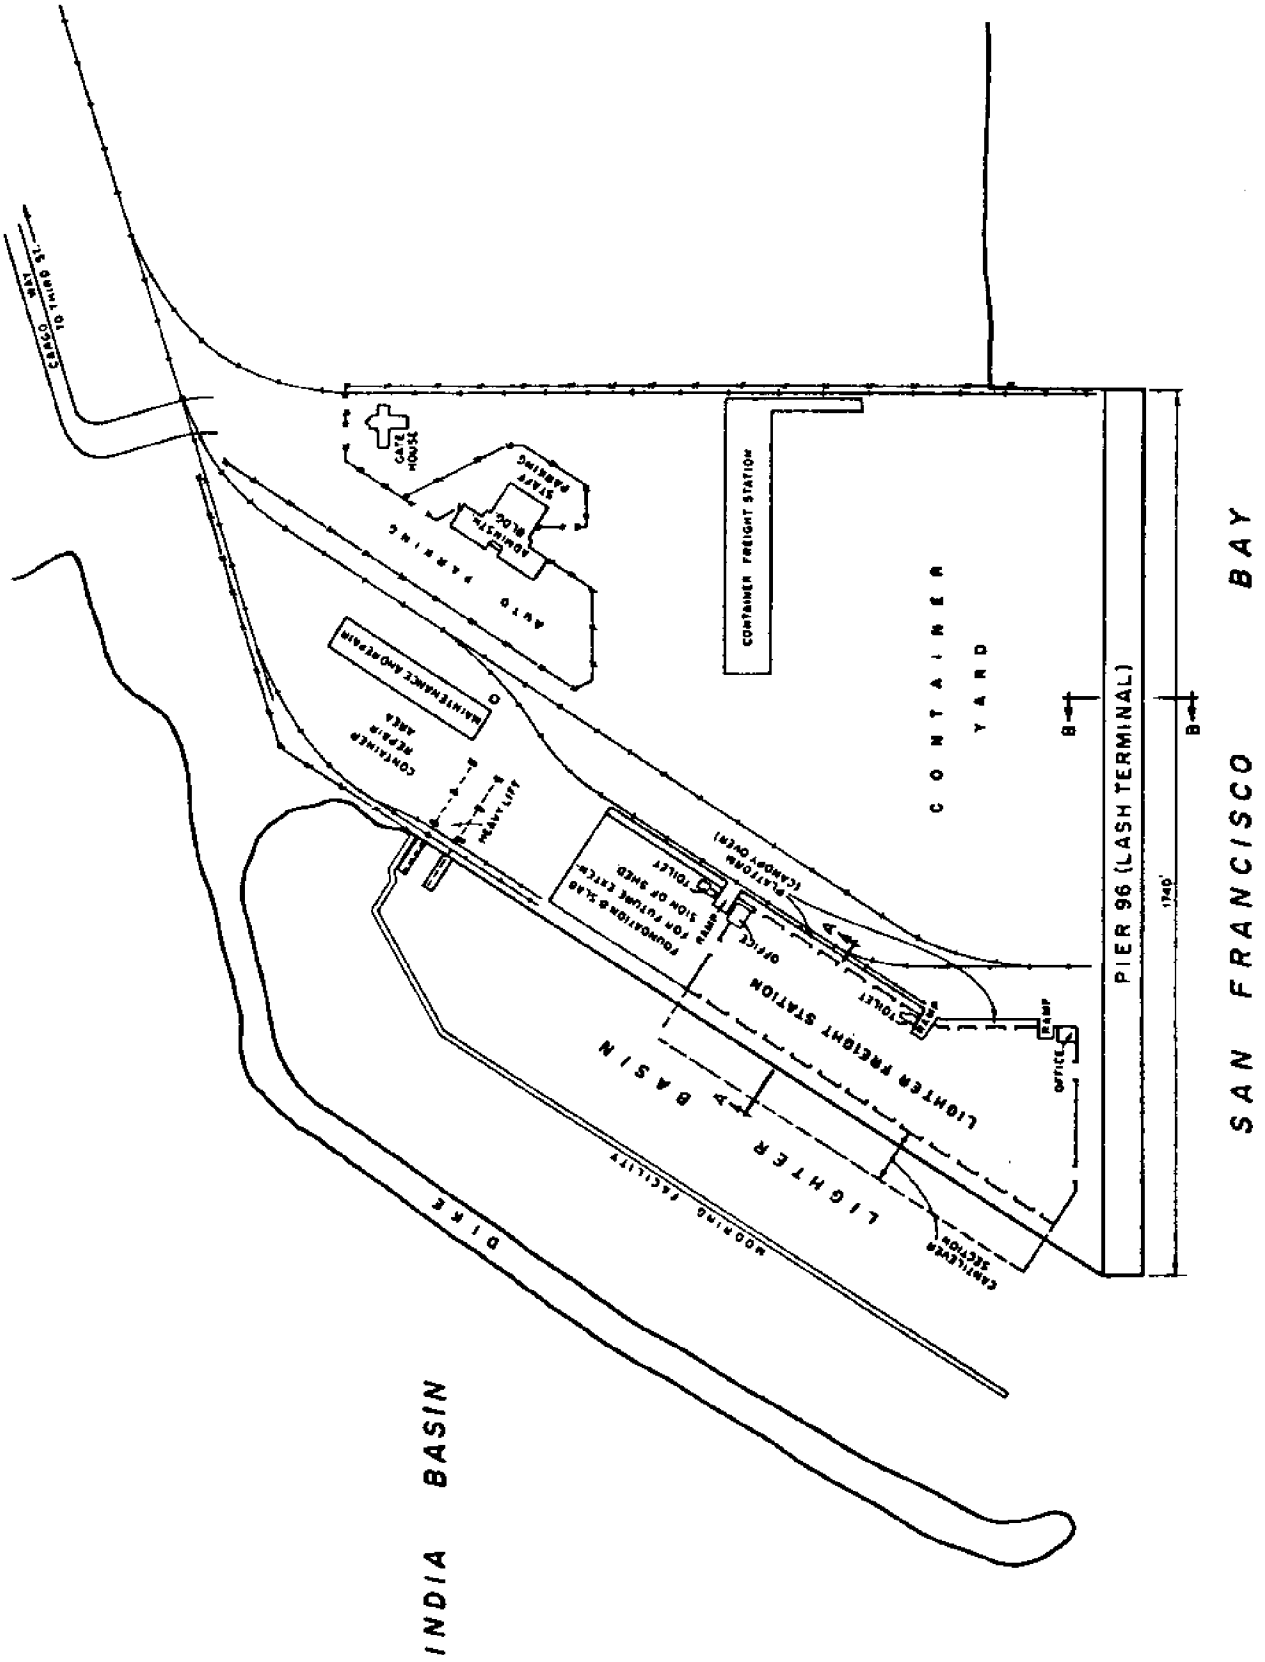 CARGO WAY
TO THIRD ST.
GATE
HOUSE
STAFF
PARKING
ADMINSTN.
BLDG.
AUTO PARKING
MAINTENANCE AND REPAIR
CONTAINER
REPAIR
AREA
HEAVY LIFT
CONTAINER FREIGHT STATION
CONTAINER
YARD
PLATFORM
(CANOPY OVER)
FOUNDATION & SLAB
FOR FUTURE EXTEN-
SION OF SHED.
TOILET
RAMP
OFFICE
A
LIGHTER FREIGHT STATION
TOILET
RAMP
RAMP
OFFICE
A
LIGHTER BASIN
CANTILEVER
SECTION
MOORING FACILITY
DIKE
B
B
PIER 96 (LASH TERMINAL)
1740'
INDIA BASIN
SAN FRANCISCO BAY